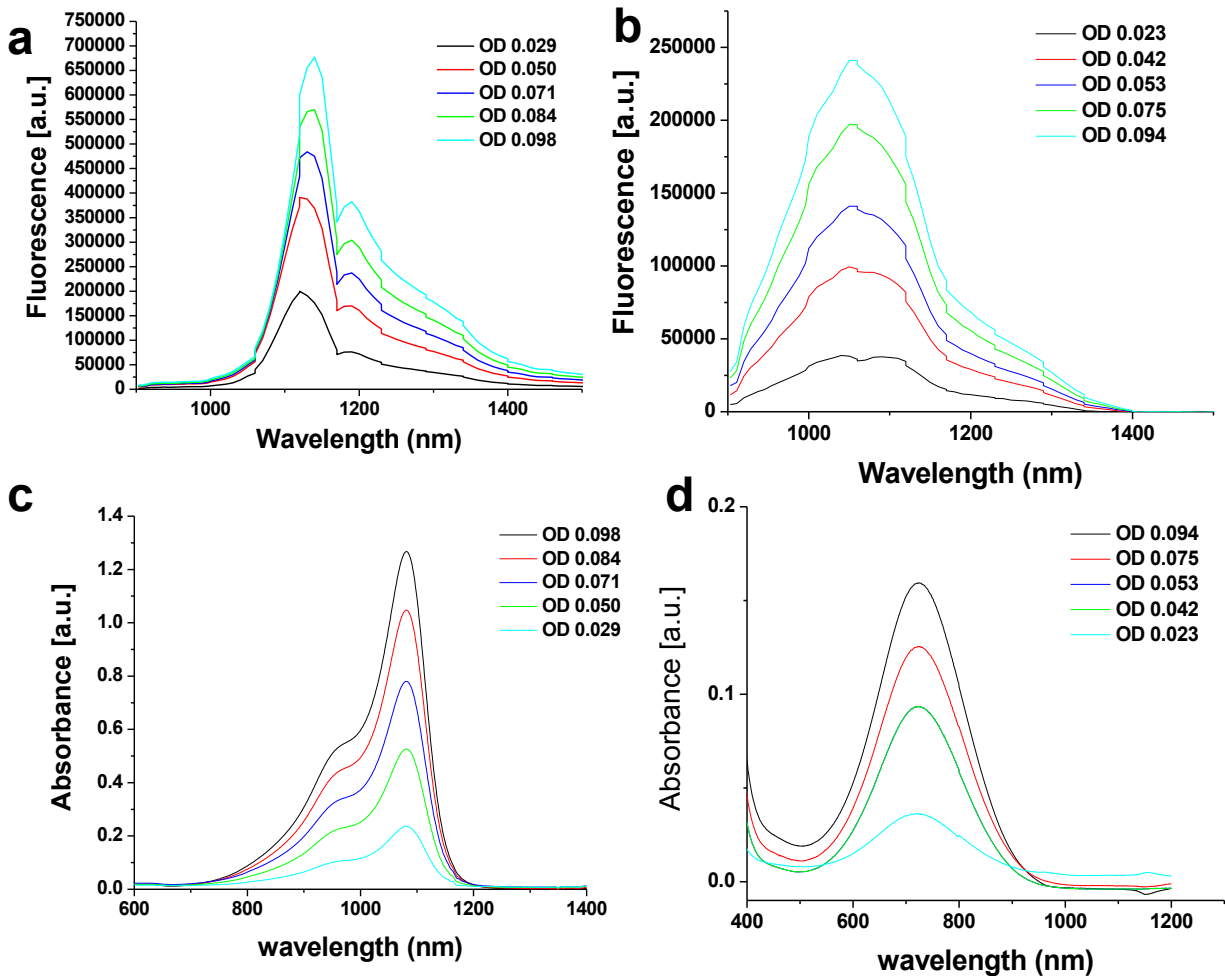 a
750000
700000
650000
600000
550000
500000
450000
400000
350000
300000
250000
200000
150000
100000
50000
0
Fluorescence [a.u.]
1000 1200 1400
Wavelength (nm)
OD 0.029
OD 0.050
OD 0.071
OD 0.084
OD 0.098
b
250000
200000
150000
100000
50000
0
Fluorescence [a.u.]
1000 1200 1400
Wavelength (nm)
OD 0.023
OD 0.042
OD 0.053
OD 0.075
OD 0.094
c
1.4
1.2
1.0
0.8
0.6
0.4
0.2
0.0
Absorbance [a.u.]
600 800 1000 1200 1400
wavelength (nm)
OD 0.098
OD 0.084
OD 0.071
OD 0.050
OD 0.029
d
0.2
0.1
0.0
Absorbance [a.u.]
400 600 800 1000 1200
wavelength (nm)
OD 0.094
OD 0.075
OD 0.053
OD 0.042
OD 0.023